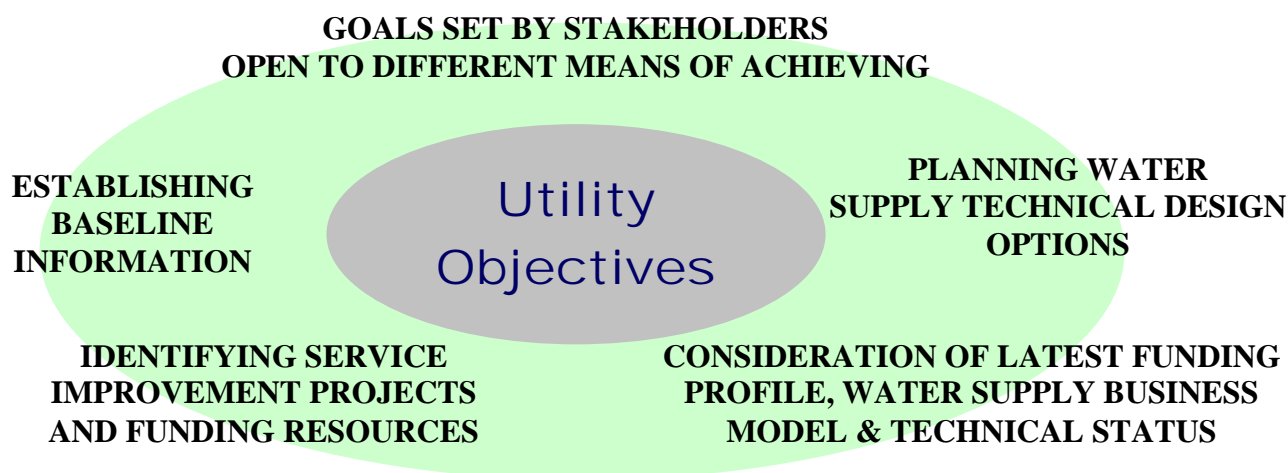 GOALS SET BY STAKEHOLDERS
OPEN TO DIFFERENT MEANS OF ACHIEVING
ESTABLISHING
BASELINE
INFORMATION
Utility
Objectives
PLANNING WATER
SUPPLY TECHNICAL DESIGN
OPTIONS
IDENTIFYING SERVICE
IMPROVEMENT PROJECTS
AND FUNDING RESOURCES
CONSIDERATION OF LATEST FUNDING
PROFILE, WATER SUPPLY BUSINESS
MODEL & TECHNICAL STATUS